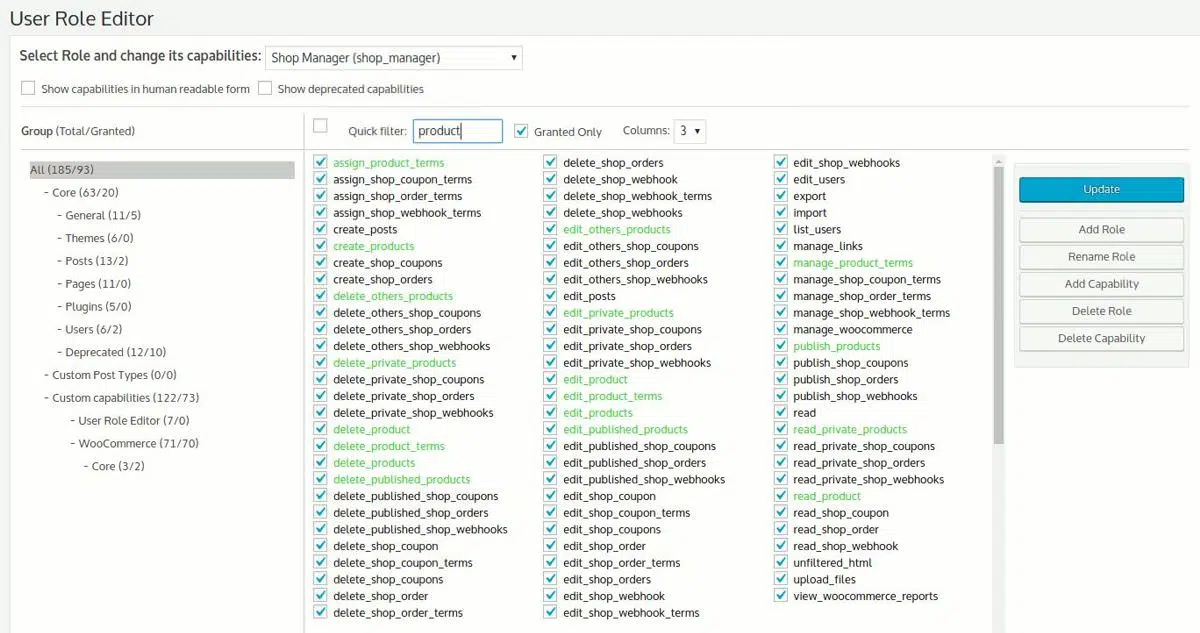 User Role Editor
Select Role and change its capabilities: Shop Manager (shop_manager)
Show capabilities in human readable form Show deprecated capabilities
Group (Total/Granted)
Quick filter: product Granted Only Columns: 3
All (185/93)
- Core (63/20)
- General (11/5)
- Themes (6/0)
- Posts (13/2)
- Pages (11/0)
- Plugins (5/0)
- Users (6/2)
- Deprecated (12/10)
- Custom Post Types (0/0)
- Custom capabilities (122/73)
- User Role Editor (7/0)
- WooCommerce (71/70)
- Core (3/2)
assign_product_terms
assign_shop_coupon_terms
assign_shop_order_terms
assign_shop_webhook_terms
create_posts
create_products
create_shop_coupons
create_shop_orders
delete_others_products
delete_others_shop_coupons
delete_others_shop_orders
delete_others_shop_webhooks
delete_private_products
delete_private_shop_coupons
delete_private_shop_orders
delete_private_shop_webhooks
delete_product
delete_product_terms
delete_products
delete_published_products
delete_published_shop_coupons
delete_published_shop_orders
delete_published_shop_webhooks
delete_shop_coupon
delete_shop_coupon_terms
delete_shop_coupons
delete_shop_order
delete_shop_order_terms
delete_shop_orders
delete_shop_webhook
delete_shop_webhook_terms
delete_shop_webhooks
edit_others_products
edit_others_shop_coupons
edit_others_shop_orders
edit_others_shop_webhooks
edit_posts
edit_private_products
edit_private_shop_coupons
edit_private_shop_orders
edit_private_shop_webhooks
edit_product
edit_product_terms
edit_products
edit_published_products
edit_published_shop_coupons
edit_published_shop_orders
edit_published_shop_webhooks
edit_shop_coupon
edit_shop_coupon_terms
edit_shop_coupons
edit_shop_order
edit_shop_order_terms
edit_shop_orders
edit_shop_webhook
edit_shop_webhook_terms
edit_shop_webhooks
edit_users
export
import
list_users
manage_links
manage_product_terms
manage_shop_coupon_terms
manage_shop_order_terms
manage_shop_webhook_terms
manage_woocommerce
publish_products
publish_shop_coupons
publish_shop_orders
publish_shop_webhooks
read
read_private_products
read_private_shop_coupons
read_private_shop_orders
read_private_shop_webhooks
read_product
read_shop_coupon
read_shop_order
read_shop_webhook
unfiltered_html
upload_files
view_woocommerce_reports
Update
Add Role
Rename Role
Add Capability
Delete Role
Delete Capability